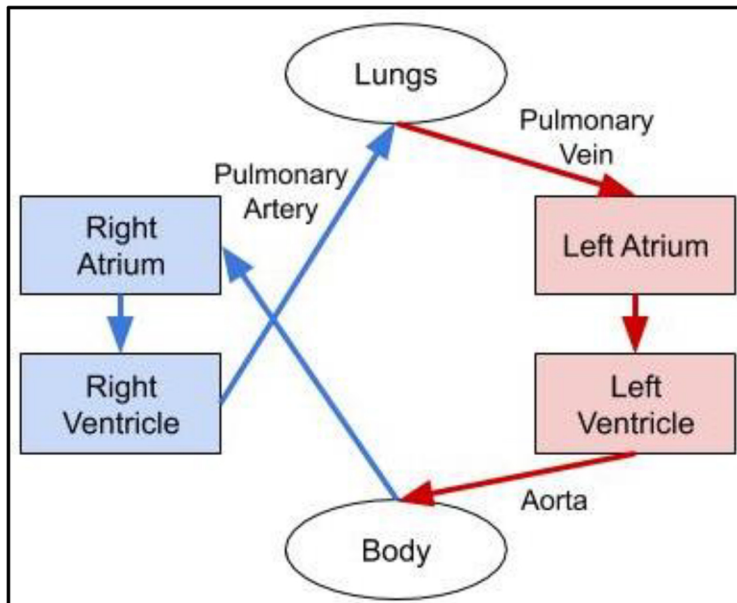 Lungs
Pulmonary
Vein
Pulmonary
Artery
Right
Atrium
Left Atrium
Right
Ventricle
Left
Ventricle
Aorta
Body